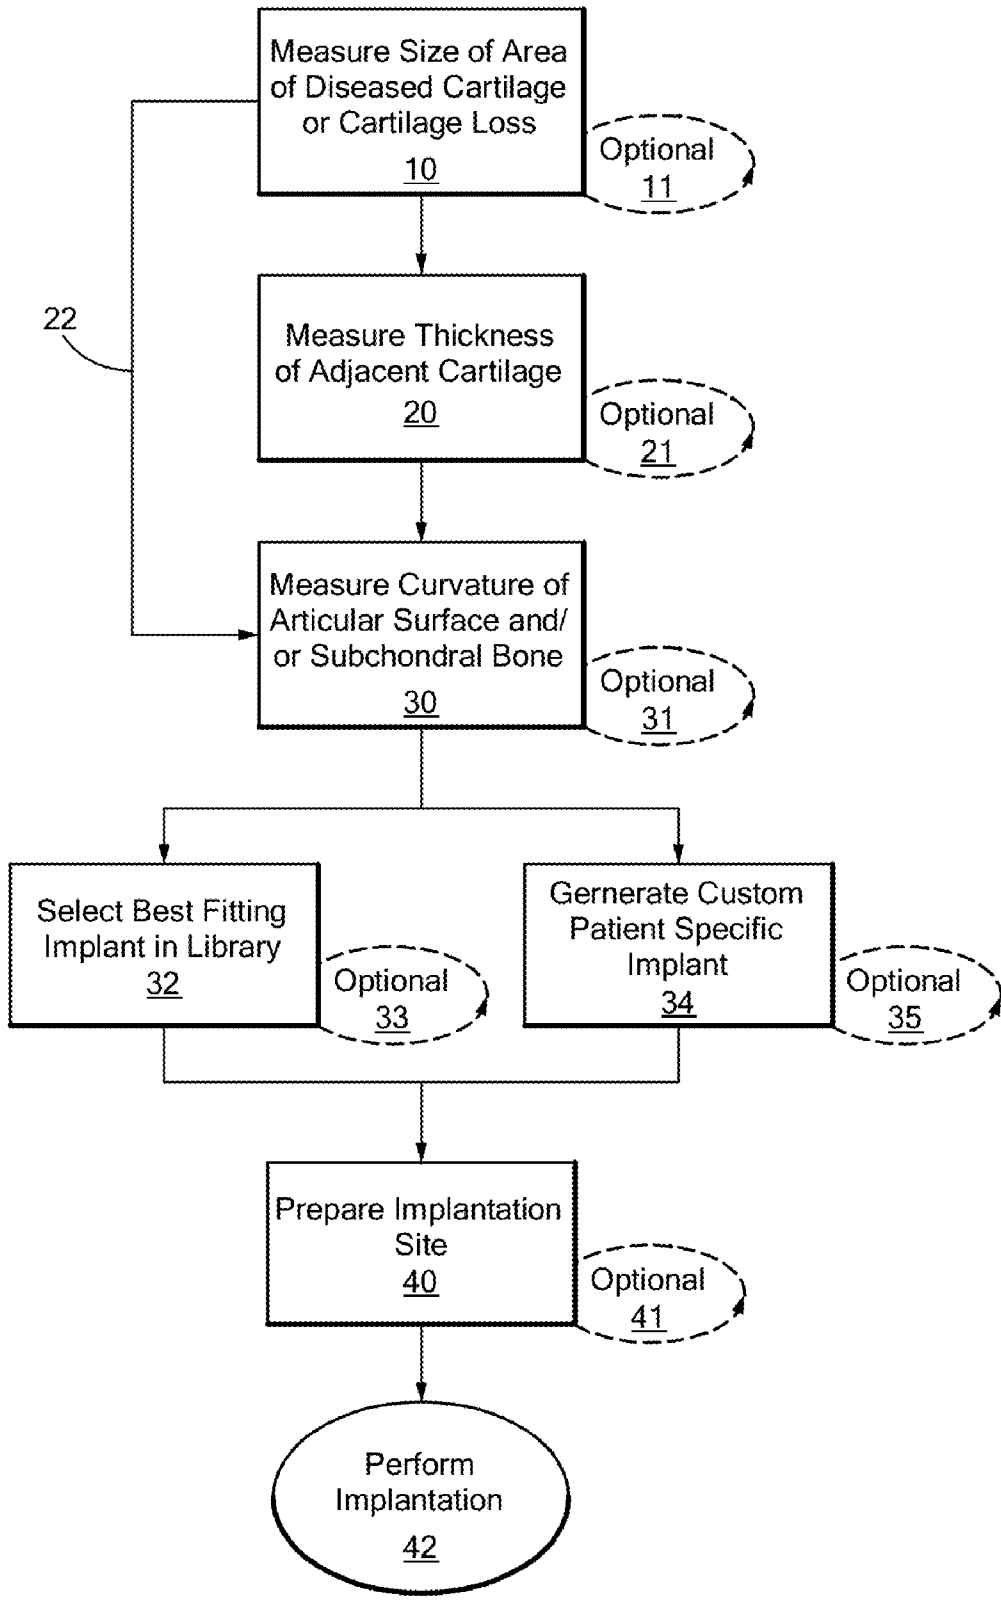 Measure Size of Area
of Diseased Cartilage
or Cartilage Loss
10
Optional
11
22
Measure Thickness
of Adjacent Cartilage
20
Optional
21
Measure Curvature of
Articular Surface and/
or Subchondral Bone
30
Optional
31
Select Best Fitting
Implant in Library
32
Optional
33
Gernerate Custom
Patient Specific
Implant
34
Optional
35
Prepare Implantation
Site
40
Optional
41
Perform
Implantation
42